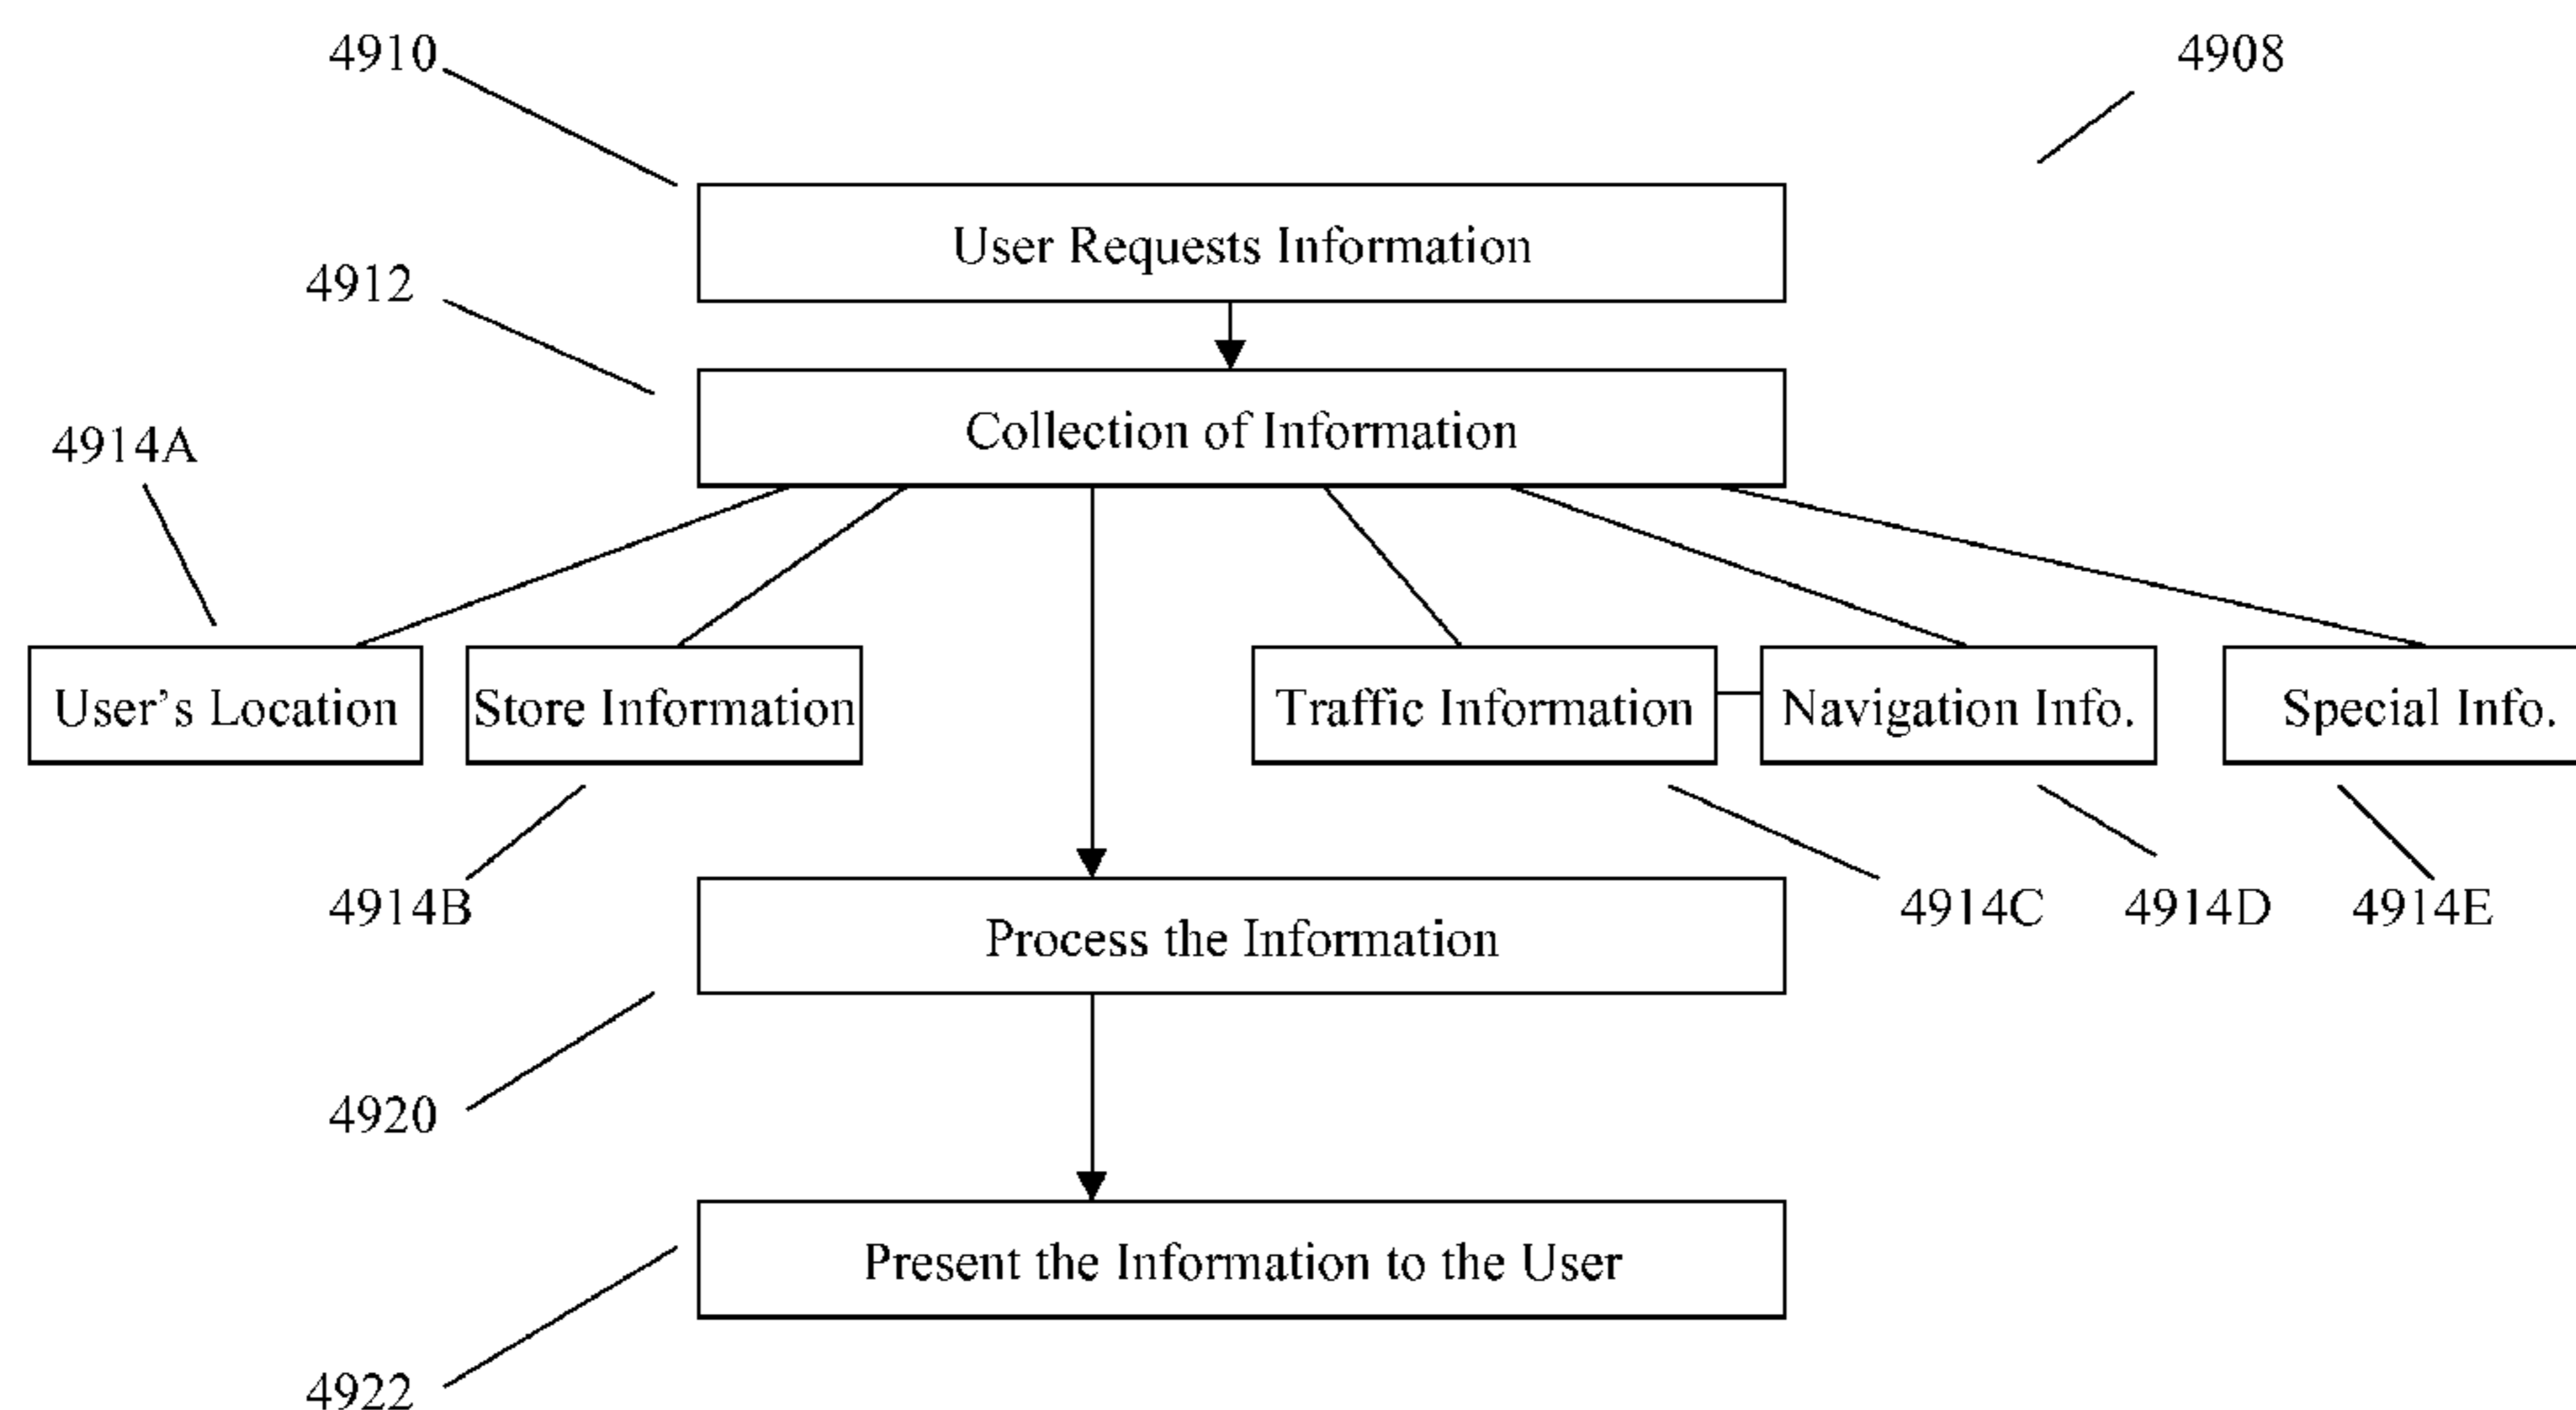 4910
4908
User Requests Information
4912
Collection of Information
4914A
User’s Location
Store Information
Traffic Information
Navigation Info.
Special Info.
4914B
4914C
4914D
4914E
Process the Information
4920
Present the Information to the User
4922